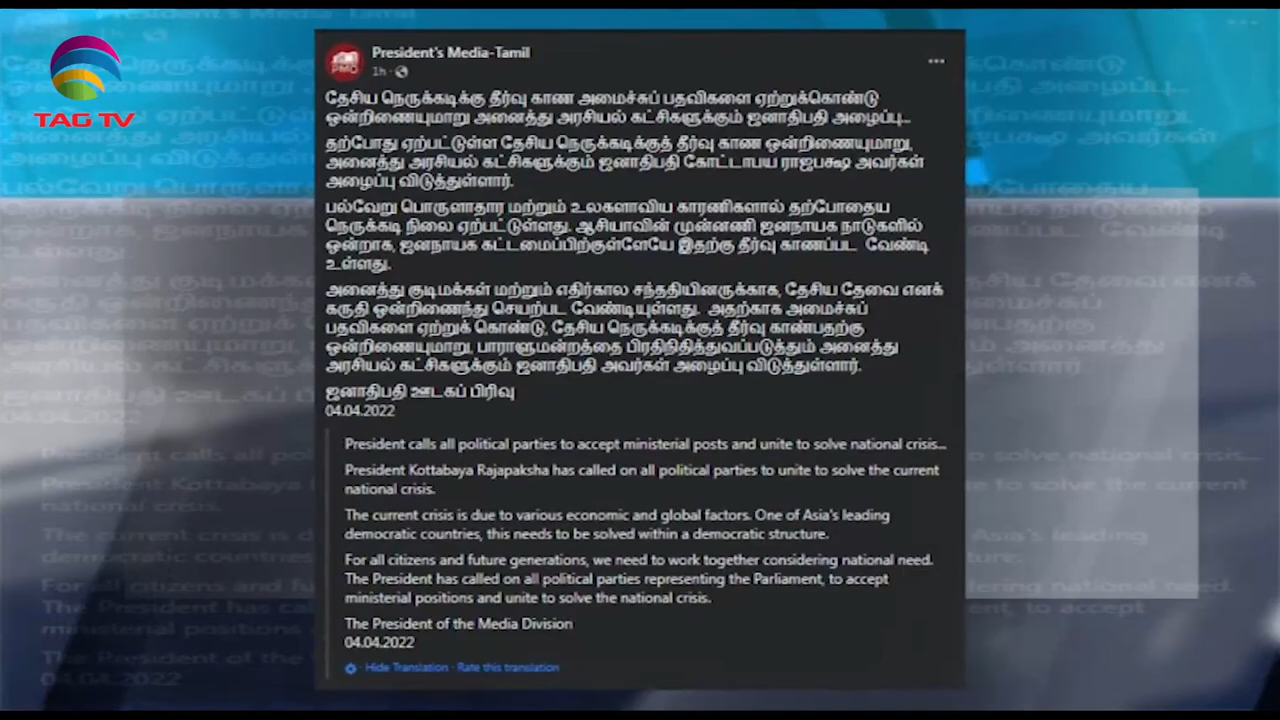 TAG TV
President's Media-Tamil
1h
தேசிய நெருக்கடிக்கு தீர்வு காண அமைச்சுப் பதவிகளை ஏற்றுக்கொண்டு
ஒன்றிணையுமாறு அனைத்து அரசியல் கட்சிகளுக்கும் ஜனாதிபதி அழைப்பு...
தற்போது ஏற்பட்டுள்ள தேசிய நெருக்கடிக்குத் தீர்வு காண ஒன்றிணையுமாறு,
அனைத்து அரசியல் கட்சிகளுக்கும் ஜனாதிபதி கோட்டாபய ராஜபக்ஷ அவர்கள்
அழைப்பு விடுத்துள்ளார்.
பல்வேறு பொருளாதார மற்றும் உலகளாவிய காரணிகளால் தற்போதைய
நெருக்கடி நிலை ஏற்பட்டுள்ளது. ஆசியாவின் முன்னணி ஜனநாயக நாடுகளில்
ஒன்றாக, ஜனநாயக கட்டமைப்பிற்குள்ளேயே இதற்கு தீர்வு காணப்பட வேண்டி
உள்ளது.
அனைத்து குடிமக்கள் மற்றும் எதிர்கால சந்ததியினருக்காக, தேசிய தேவை எனக்
கருதி ஒன்றிணைந்து செயற்பட வேண்டியுள்ளது. அதற்காக அமைச்சுப்
பதவிகளை ஏற்றுக் கொண்டு, தேசிய நெருக்கடிக்குத் தீர்வு காண்பதற்கு
ஒன்றிணையுமாறு, பாராளுமன்றத்தை பிரதிநிதித்துவப்படுத்தும் அனைத்து
அரசியல் கட்சிகளுக்கும் ஜனாதிபதி அவர்கள் அழைப்பு விடுத்துள்ளார்.
ஜனாதிபதி ஊடகப் பிரிவு
04.04.2022
President calls all political parties to accept ministerial posts and unite to solve national crisis...
President Kottabaya Rajapaksha has called on all political parties to unite to solve the current
national crisis.
The current crisis is due to various economic and global factors. One of Asia's leading
democratic countries, this needs to be solved within a democratic structure.
For all citizens and future generations, we need to work together considering national need.
The President has called on all political parties representing the Parliament, to accept
ministerial positions and unite to solve the national crisis.
The President of the Media Division
04.04.2022
Hide Translation · Rate this translation